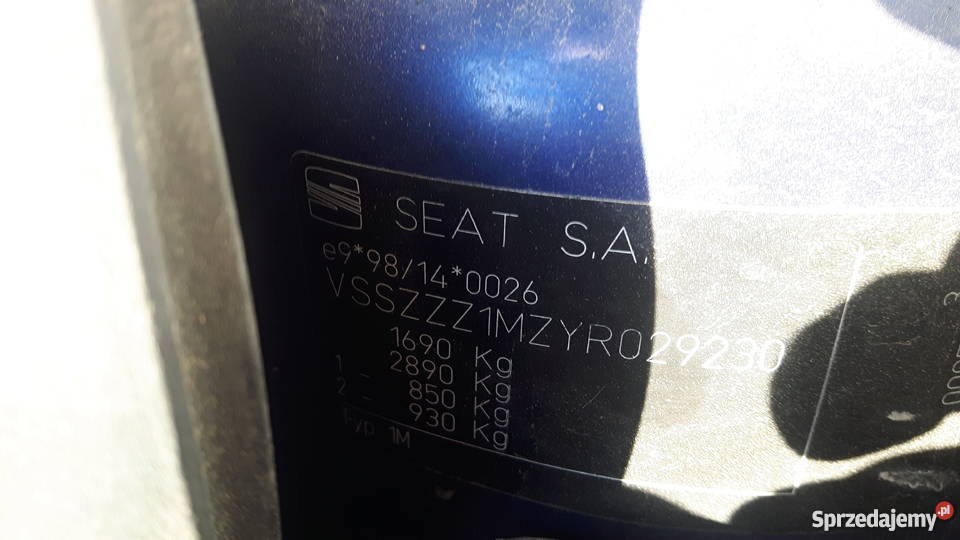 SEAT S.A.
e9*98/14*0026
VSSZZZ1MZYR029230
1690 Kg
2890 Kg
1 - 850 Kg
2 - 930 Kg
Typ 1M
Sprzedajemy.pl